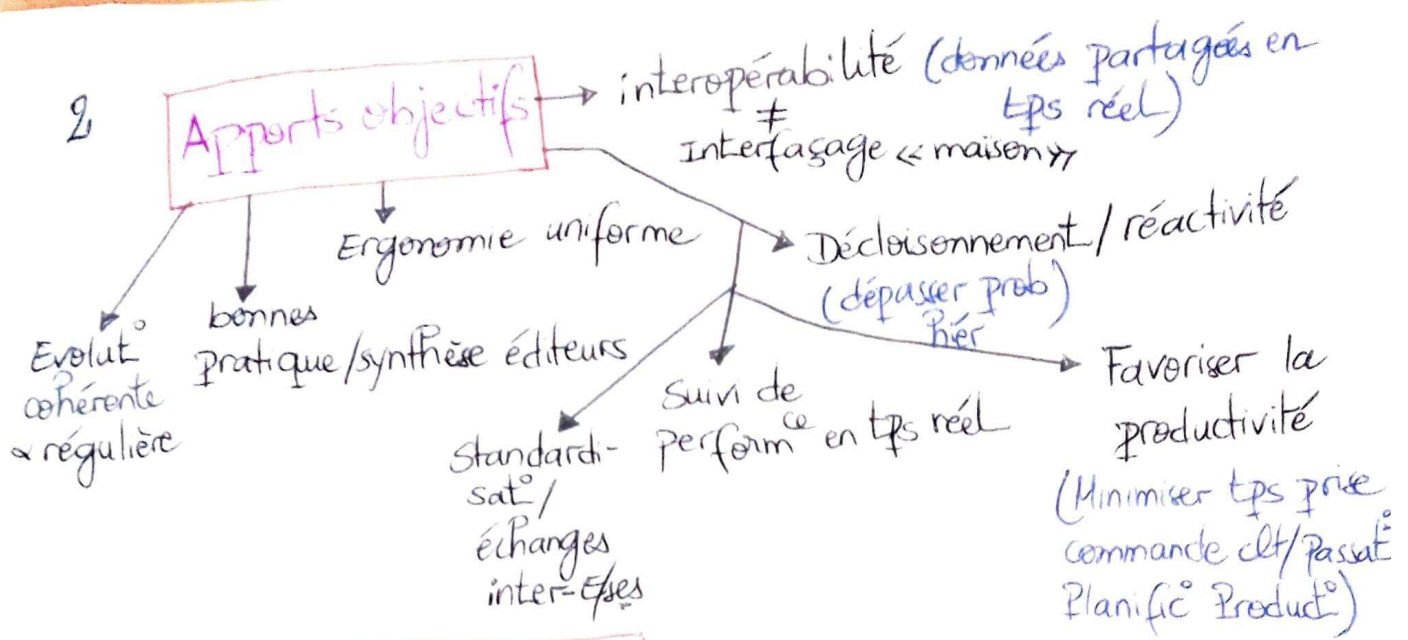 2
Apports objectifs
interopérabilité (données partagées en
tps réel)
≠
Interfaçage « maison »
Ergonomie uniforme
Décloisonnement / réactivité
(dépasser prob)
hiér
bonnes
pratique/synthèse éditeurs
Evolut°
cohérente
& régulière
Suivi de
perform^ce en tps réel
Standardi-
sat°/
échanges
inter-E/ses
Favoriser la
productivité
(Minimiser tps prise
commande clt/Passat°
Planific° Product°)